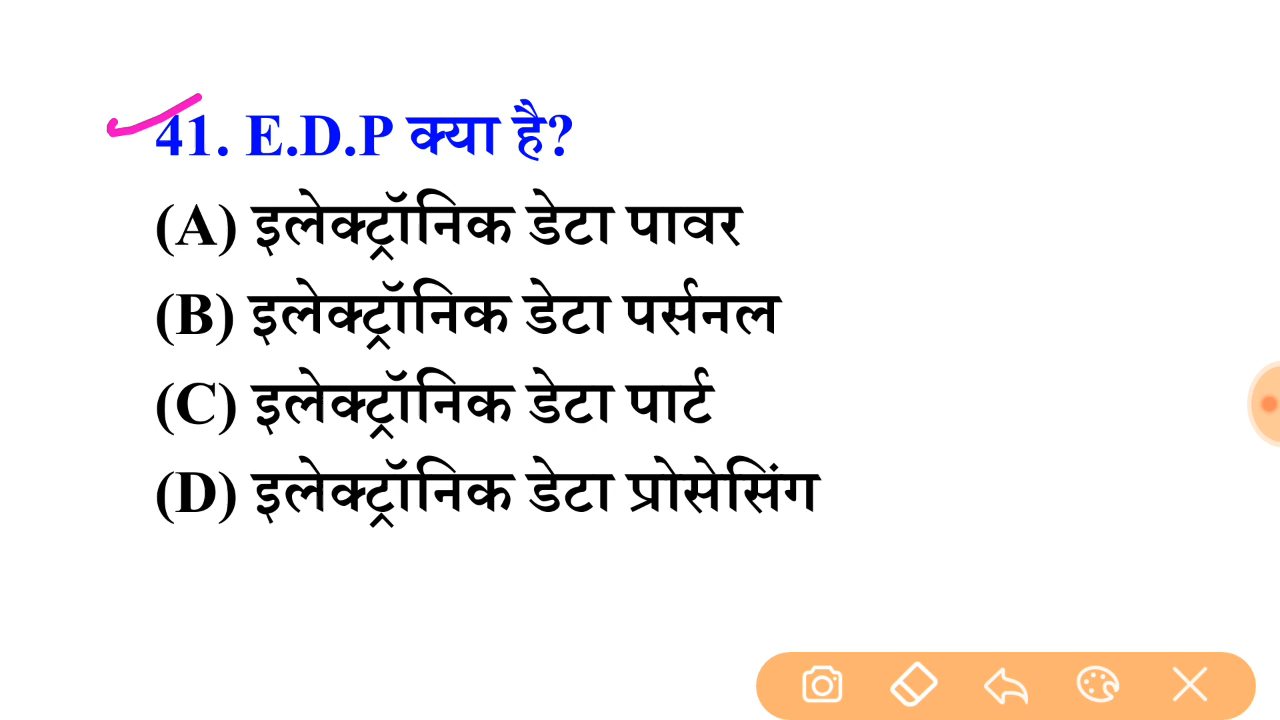 41. E.D.P क्या है?
(A) इलेक्ट्रॉनिक डेटा पावर
(B) इलेक्ट्रॉनिक डेटा पर्सनल
(C) इलेक्ट्रॉनिक डेटा पार्ट
(D) इलेक्ट्रॉनिक डेटा प्रोसेसिंग